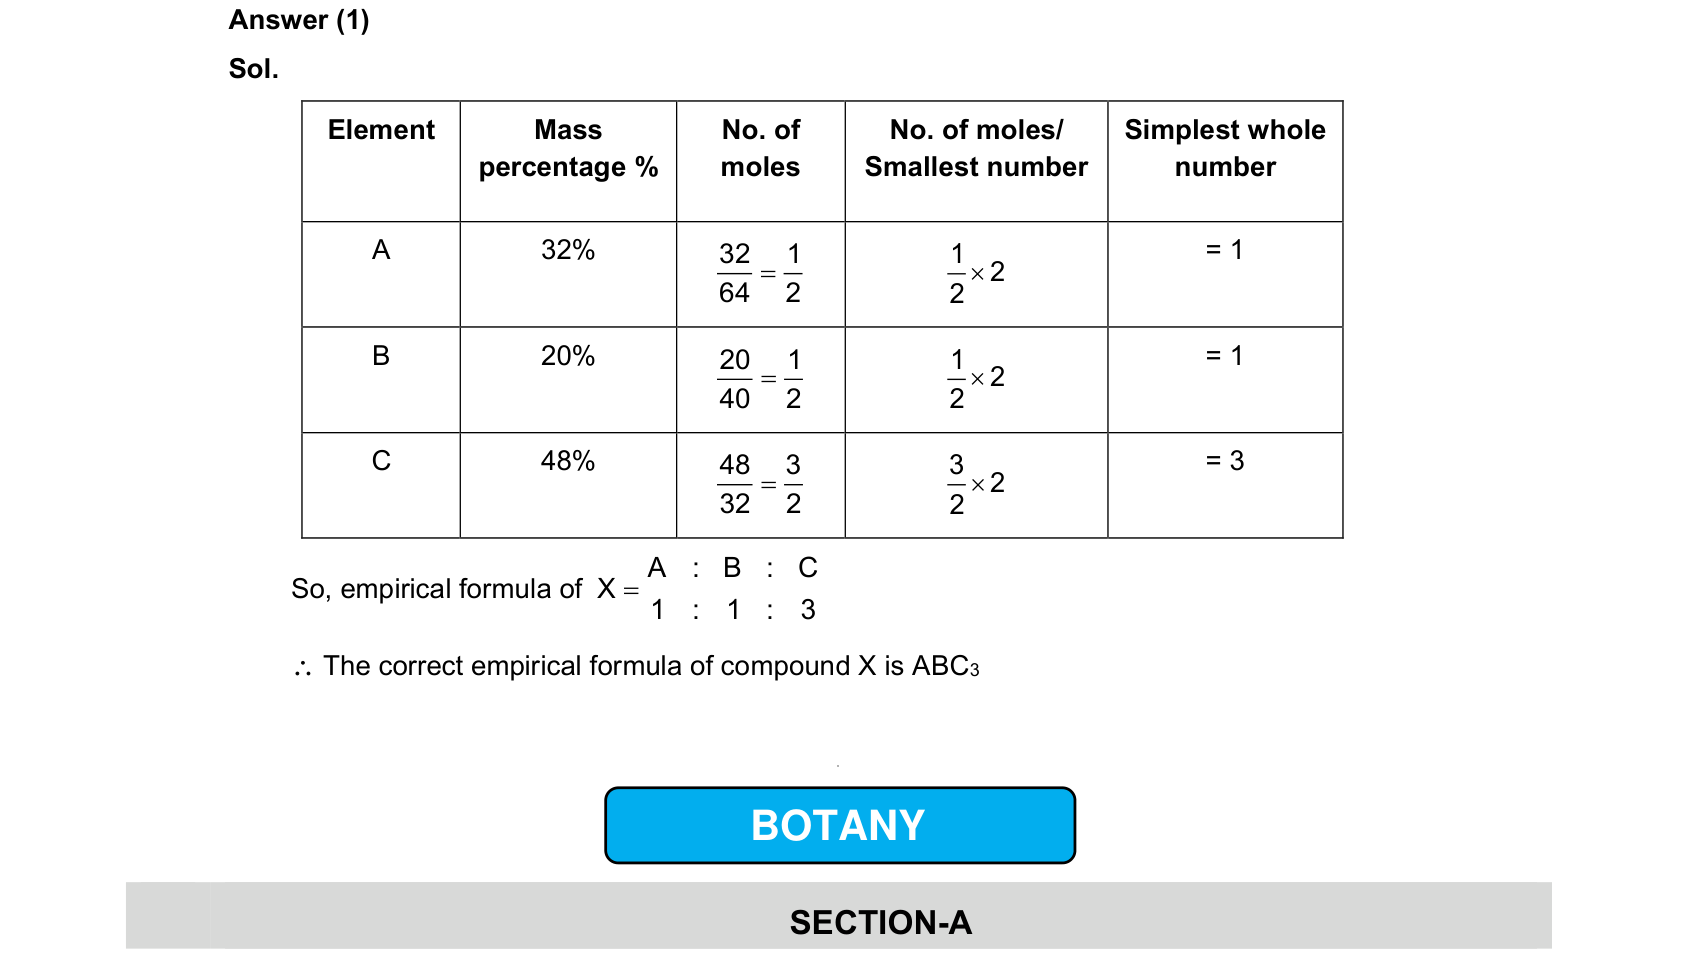 Answer (1)
Sol.
Element Mass percentage % No. of moles No. of moles/ Smallest number Simplest whole number
A 32% 32/64 = 1/2 1/2 × 2 = 1
B 20% 20/40 = 1/2 1/2 × 2 = 1
C 48% 48/32 = 3/2 3/2 × 2 = 3
A : B : C
So, empirical formula of X =
1 : 1 : 3
∴ The correct empirical formula of compound X is ABC₃
BOTANY
SECTION-A